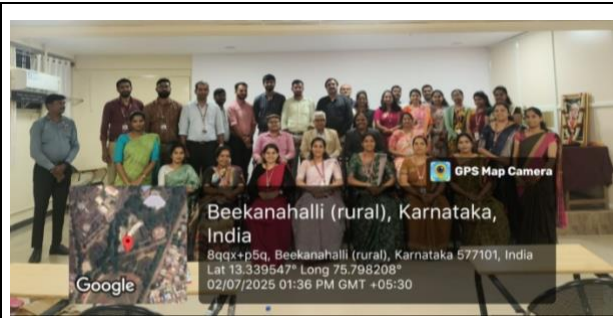 GPS Map Camera
Beekanahalli (rural), Karnataka,
India
8qqx+p5q, Beekanahalli (rural), Karnataka 577101, India
Lat 13.339547° Long 75.798208°
02/07/2025 01:36 PM GMT +05:30
Google